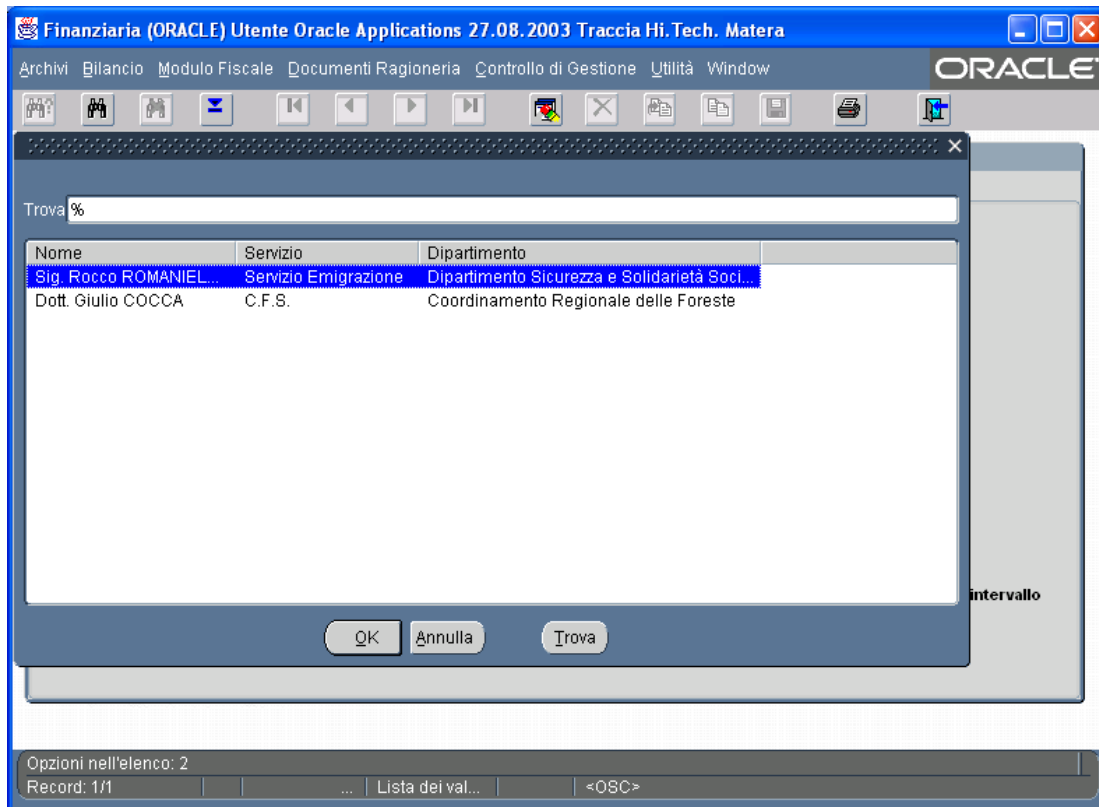 Finanziaria (ORACLE) Utente Oracle Applications 27.08.2003 Traccia Hi.Tech. Matera
Archivi Bilancio Modulo Fiscale Documenti Ragioneria Controllo di Gestione Utilità Window ORACLE
Trova %
Nome Servizio Dipartimento
Sig. Rocco ROMANIEL... Servizio Emigrazione Dipartimento Sicurezza e Solidarietà Soci...
Dott. Giulio COCCA C.F.S. Coordinamento Regionale delle Foreste
intervallo
OK Annulla Trova
Opzioni nell'elenco: 2
Record: 1/1 ... Lista dei val... <OSC>